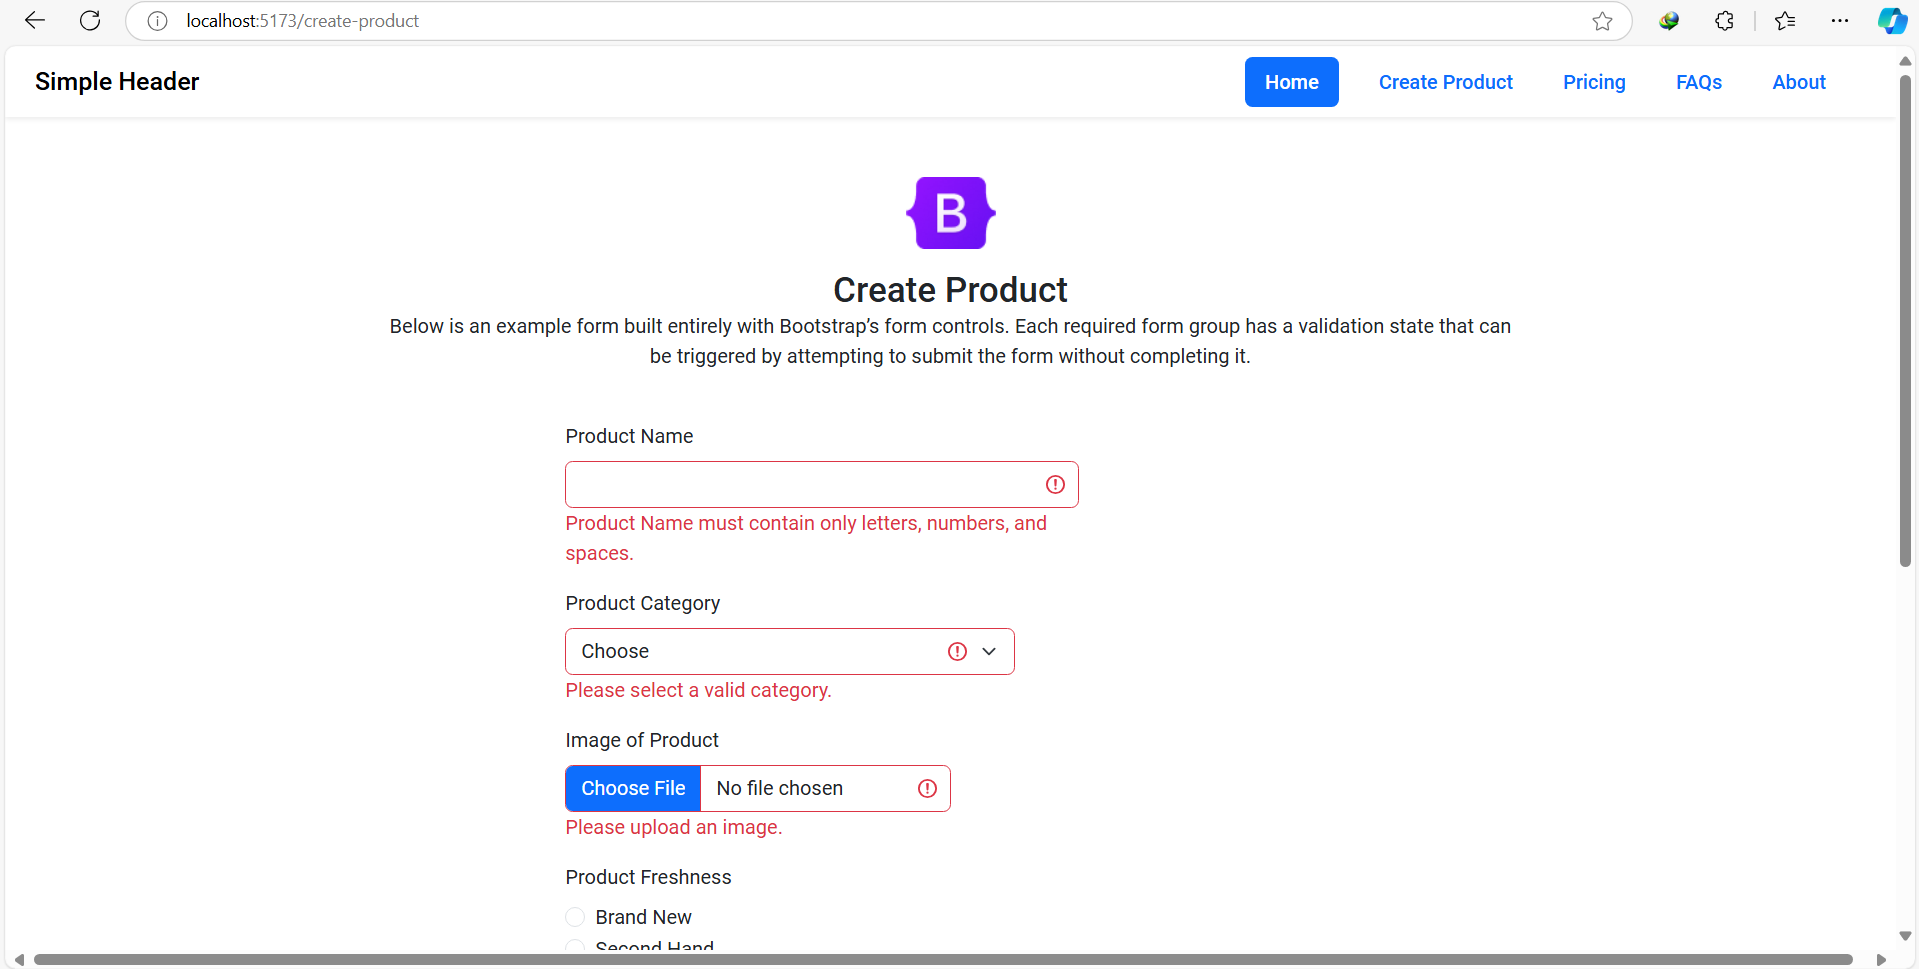 localhost:5173/create-product
Simple Header
Home
Create Product
Pricing
FAQs
About
B
Create Product
Below is an example form built entirely with Bootstrap’s form controls. Each required form group has a validation state that can
be triggered by attempting to submit the form without completing it.
Product Name
Product Name must contain only letters, numbers, and
spaces.
Product Category
Choose
Please select a valid category.
Image of Product
Choose File No file chosen
Please upload an image.
Product Freshness
Brand New
Second Hand